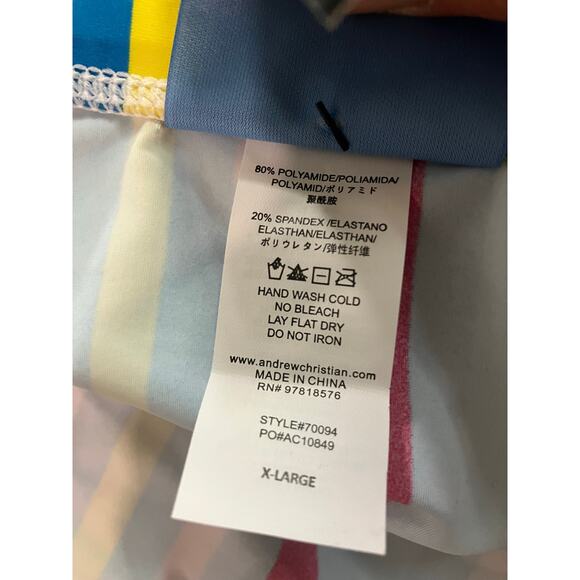 80% POLYAMIDE/POLIAMIDA/
POLYAMID/ポリアミド
聚酰胺
20% SPANDEX /ELASTANO
ELASTHAN/ELASTHAN/
ポリウレタン/弹性纤维
HAND WASH COLD
NO BLEACH
LAY FLAT DRY
DO NOT IRON
www.andrewchristian.com
MADE IN CHINA
RN# 97818576
STYLE#70094
PO#AC10849
X-LARGE